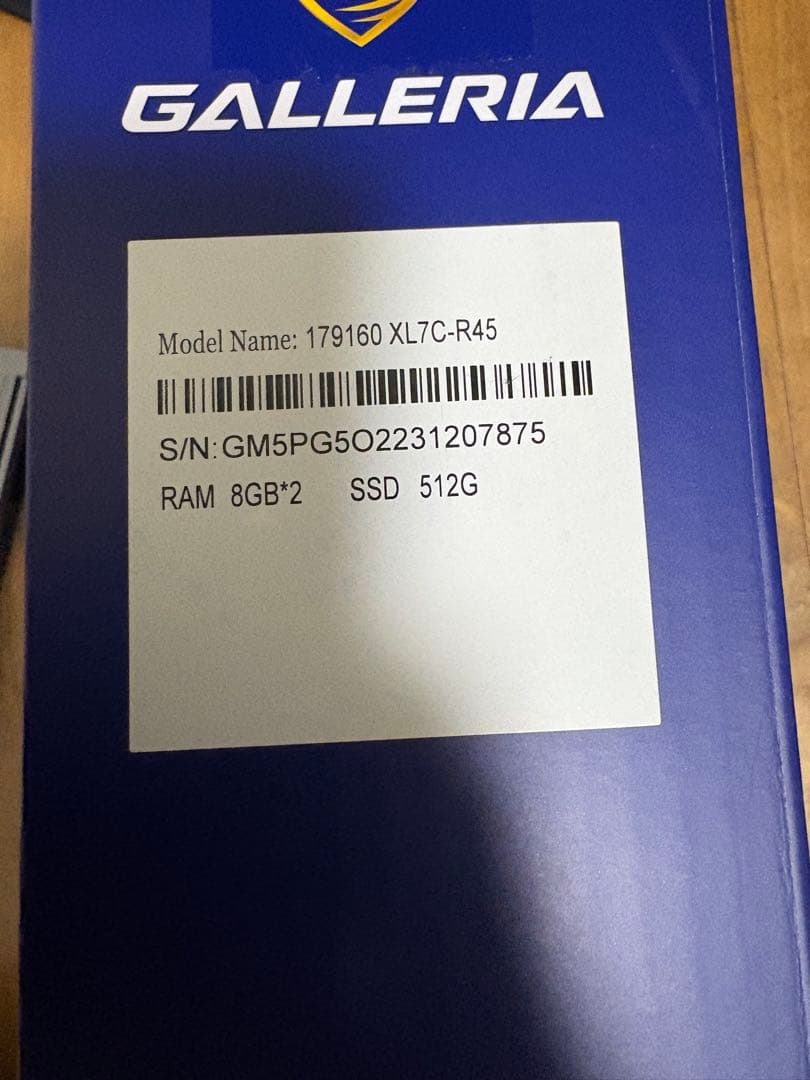 GALLERIA
Model Name: 179160 XL7C-R45
S/N:GM5PG5O2231207875
RAM 8GB*2 SSD 512G